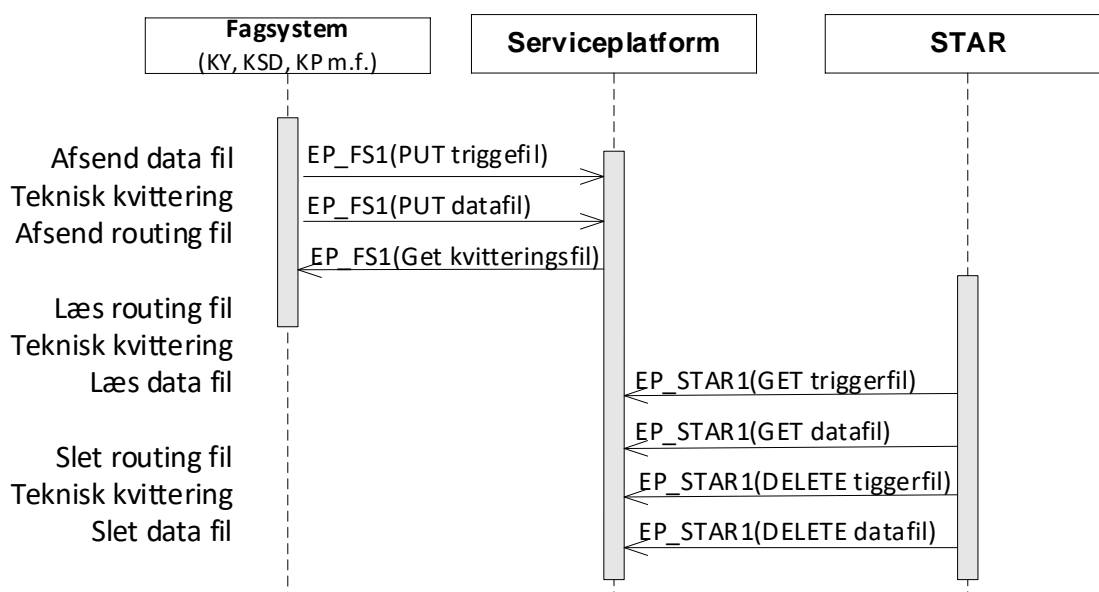 Fagsystem
(KY, KSD, KP m.f.)
Serviceplatform
STAR
Afsend data fil
Teknisk kvittering
Afsend routing fil
EP_FS1(PUT triggefil)
EP_FS1(PUT datafil)
EP_FS1(Get kvitteringsfil)
Læs routing fil
Teknisk kvittering
Læs data fil
EP_STAR1(GET triggerfil)
EP_STAR1(GET datafil)
Slet routing fil
Teknisk kvittering
Slet data fil
EP_STAR1(DELETE tiggerfil)
EP_STAR1(DELETE datafil)